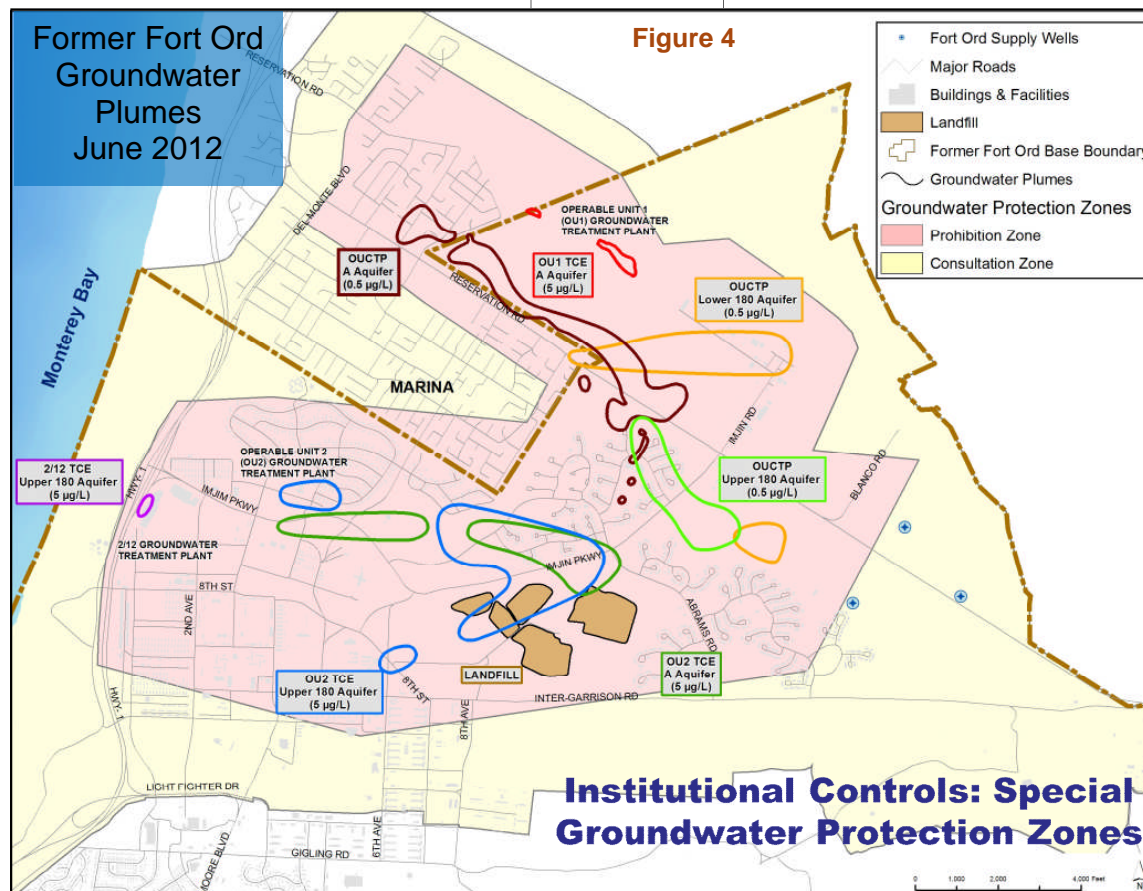 Former Fort Ord
Groundwater
Plumes
June 2012
Figure 4
Fort Ord Supply Wells
Major Roads
Buildings & Facilities
Landfill
Former Fort Ord Base Boundary
Groundwater Plumes
Groundwater Protection Zones
Prohibition Zone
Consultation Zone
RESERVATION RD
DEL MONTE BLVD
OPERABLE UNIT 1
(OU1) GROUNDWATER
TREATMENT PLANT
OUCTP
A Aquifer
(0.5 µg/L)
OU1 TCE
A Aquifer
(5 µg/L)
OUCTP
Lower 180 Aquifer
(0.5 µg/L)
RESERVATION RD
Monterey Bay
MARINA
IMJIN RD
OPERABLE UNIT 2
(OU2) GROUNDWATER
TREATMENT PLANT
OUCTP
Upper 180 Aquifer
(0.5 µg/L)
BLANCO RD
2/12 TCE
Upper 180 Aquifer
(5 µg/L)
HWY- 1
IMJIM PKWY
2/12 GROUNDWATER
TREATMENT PLANT
IMJIN PKWY
8TH ST
2ND AVE
ABRAMS RD
OU2 TCE
Upper 180 Aquifer
(5 µg/L)
8TH ST
LANDFILL
OU2 TCE
A Aquifer
(5 µg/L)
INTER-GARRISON RD
HWY- 1
8TH AVE
LIGHT FIGHTER DR
Institutional Controls: Special
Groundwater Protection Zones
6TH AVE
MOORE BLVD
GIGLING RD
0 1,000 2,000 4,000 Feet
N